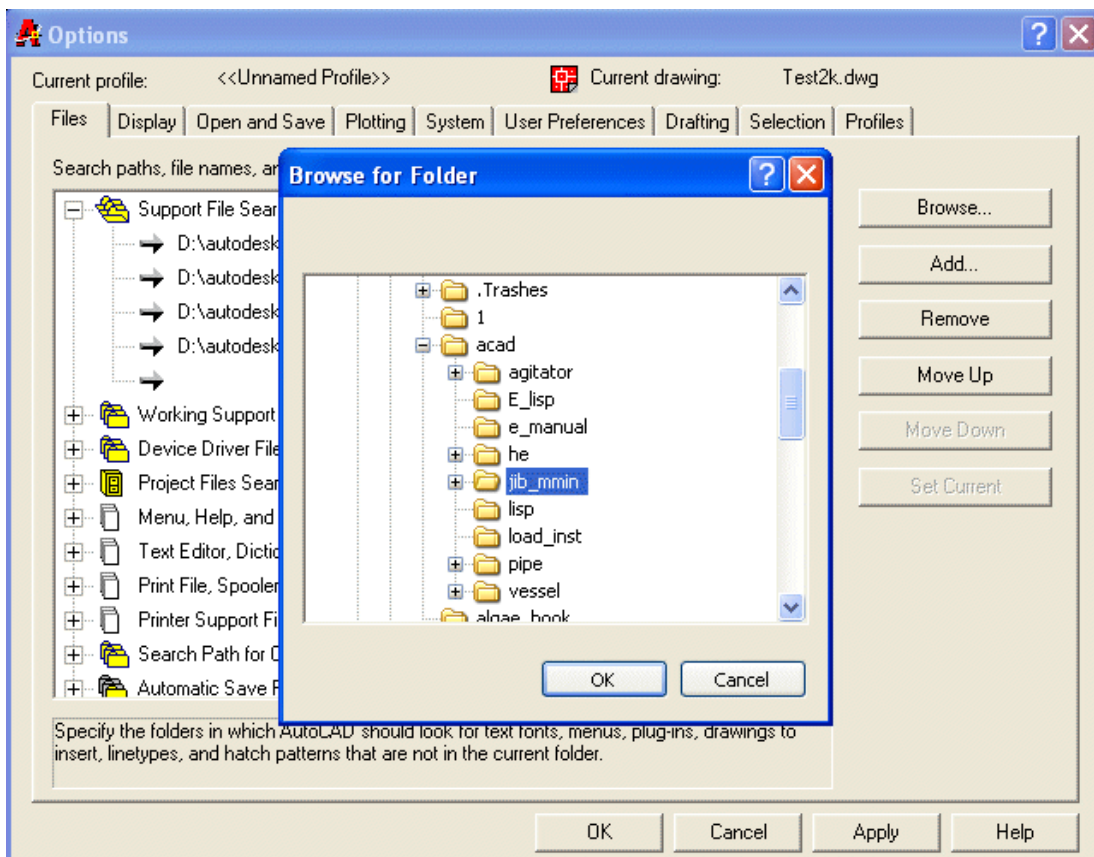 Options
Current profile: <<Unnamed Profile>> Current drawing: Test2k.dwg
Files Display Open and Save Plotting System User Preferences Drafting Selection Profiles
Search paths, file names, an
Browse for Folder
Support File Sear
D:\autodesk
D:\autodesk
D:\autodesk
D:\autodesk
Working Support
Device Driver File
Project Files Sear
Menu, Help, and
Text Editor, Dictio
Print File, Spooler
Printer Support Fi
Search Path for
Automatic Save F
.Trashes
1
acad
agitator
E_lisp
e_manual
he
jib_mmin
lisp
load_inst
pipe
vessel
algae_book
OK Cancel
Browse...
Add...
Remove
Move Up
Move Down
Set Current
Specify the folders in which AutoCAD should look for text fonts, menus, plug-ins, drawings to
insert, linetypes, and hatch patterns that are not in the current folder.
OK Cancel Apply Help